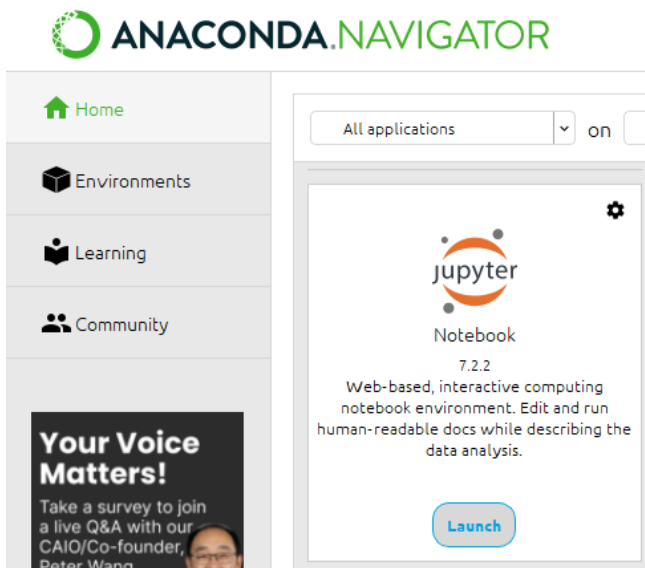 ANACONDA.NAVIGATOR
Home
Environments
Learning
Community
All applications
on
jupyter
Notebook
7.2.2
Web-based, interactive computing
notebook environment. Edit and run
human-readable docs while describing the
data analysis.
Launch
Your Voice
Matters!
Take a survey to join
a live Q&A with our
CAIO/Co-founder,
Peter Wang